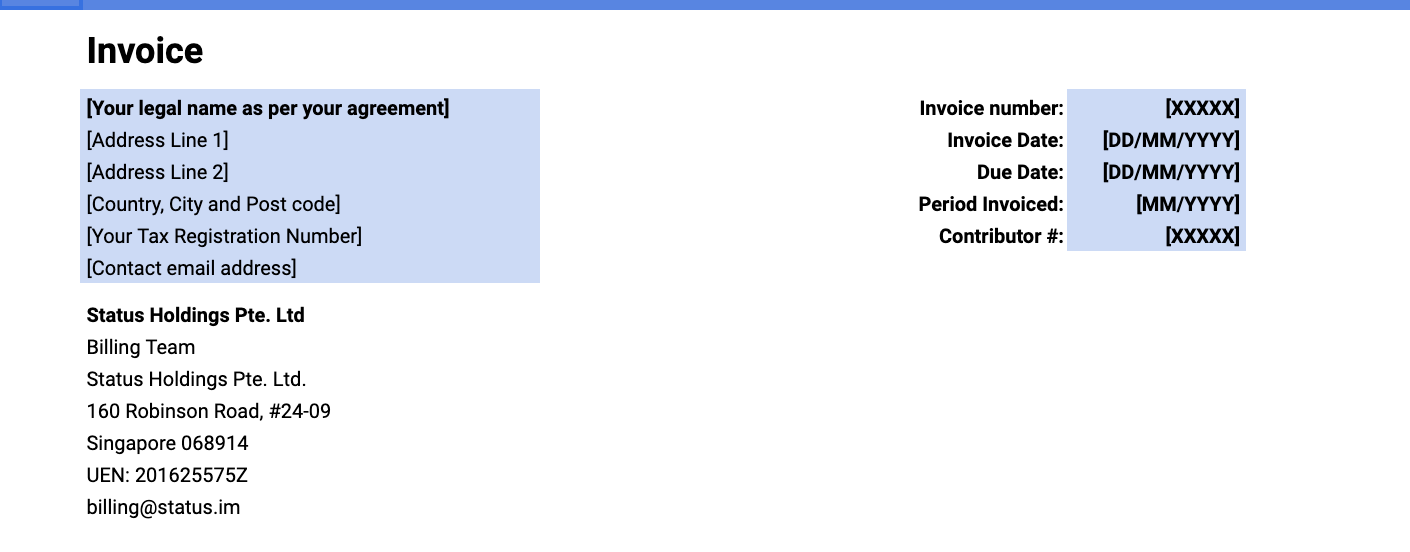 Invoice
[Your legal name as per your agreement]
[Address Line 1]
[Address Line 2]
[Country, City and Post code]
[Your Tax Registration Number]
[Contact email address]
Invoice number: [XXXXX]
Invoice Date: [DD/MM/YYYY]
Due Date: [DD/MM/YYYY]
Period Invoiced: [MM/YYYY]
Contributor #: [XXXXX]
Status Holdings Pte. Ltd
Billing Team
Status Holdings Pte. Ltd.
160 Robinson Road, #24-09
Singapore 068914
UEN: 201625575Z
billing@status.im